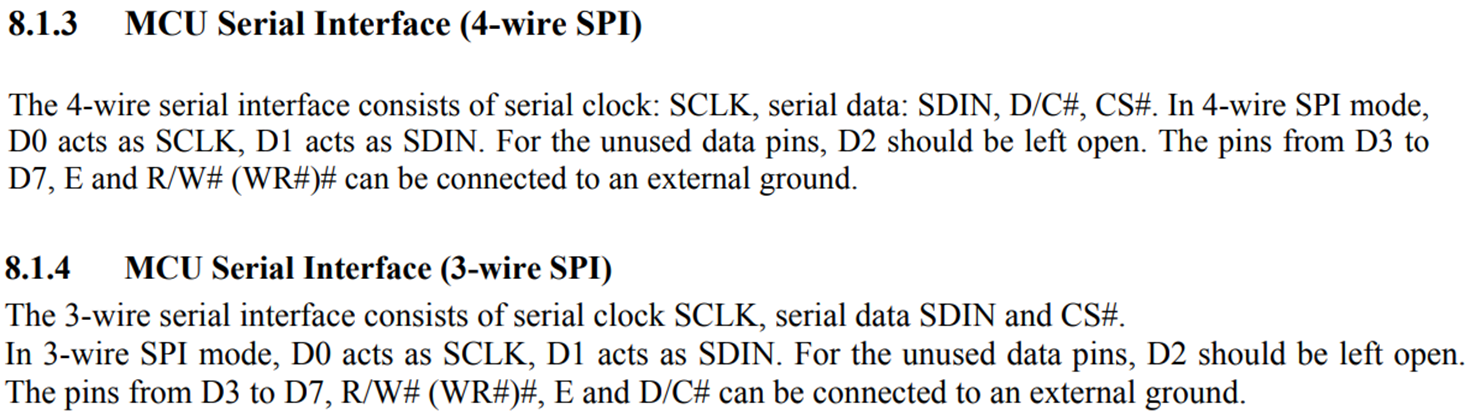 8.1.3 MCU Serial Interface (4-wire SPI)
The 4-wire serial interface consists of serial clock: SCLK, serial data: SDIN, D/C#, CS#. In 4-wire SPI mode,
D0 acts as SCLK, D1 acts as SDIN. For the unused data pins, D2 should be left open. The pins from D3 to
D7, E and R/W# (WR#)# can be connected to an external ground.
8.1.4 MCU Serial Interface (3-wire SPI)
The 3-wire serial interface consists of serial clock SCLK, serial data SDIN and CS#.
In 3-wire SPI mode, D0 acts as SCLK, D1 acts as SDIN. For the unused data pins, D2 should be left open.
The pins from D3 to D7, R/W# (WR#)#, E and D/C# can be connected to an external ground.